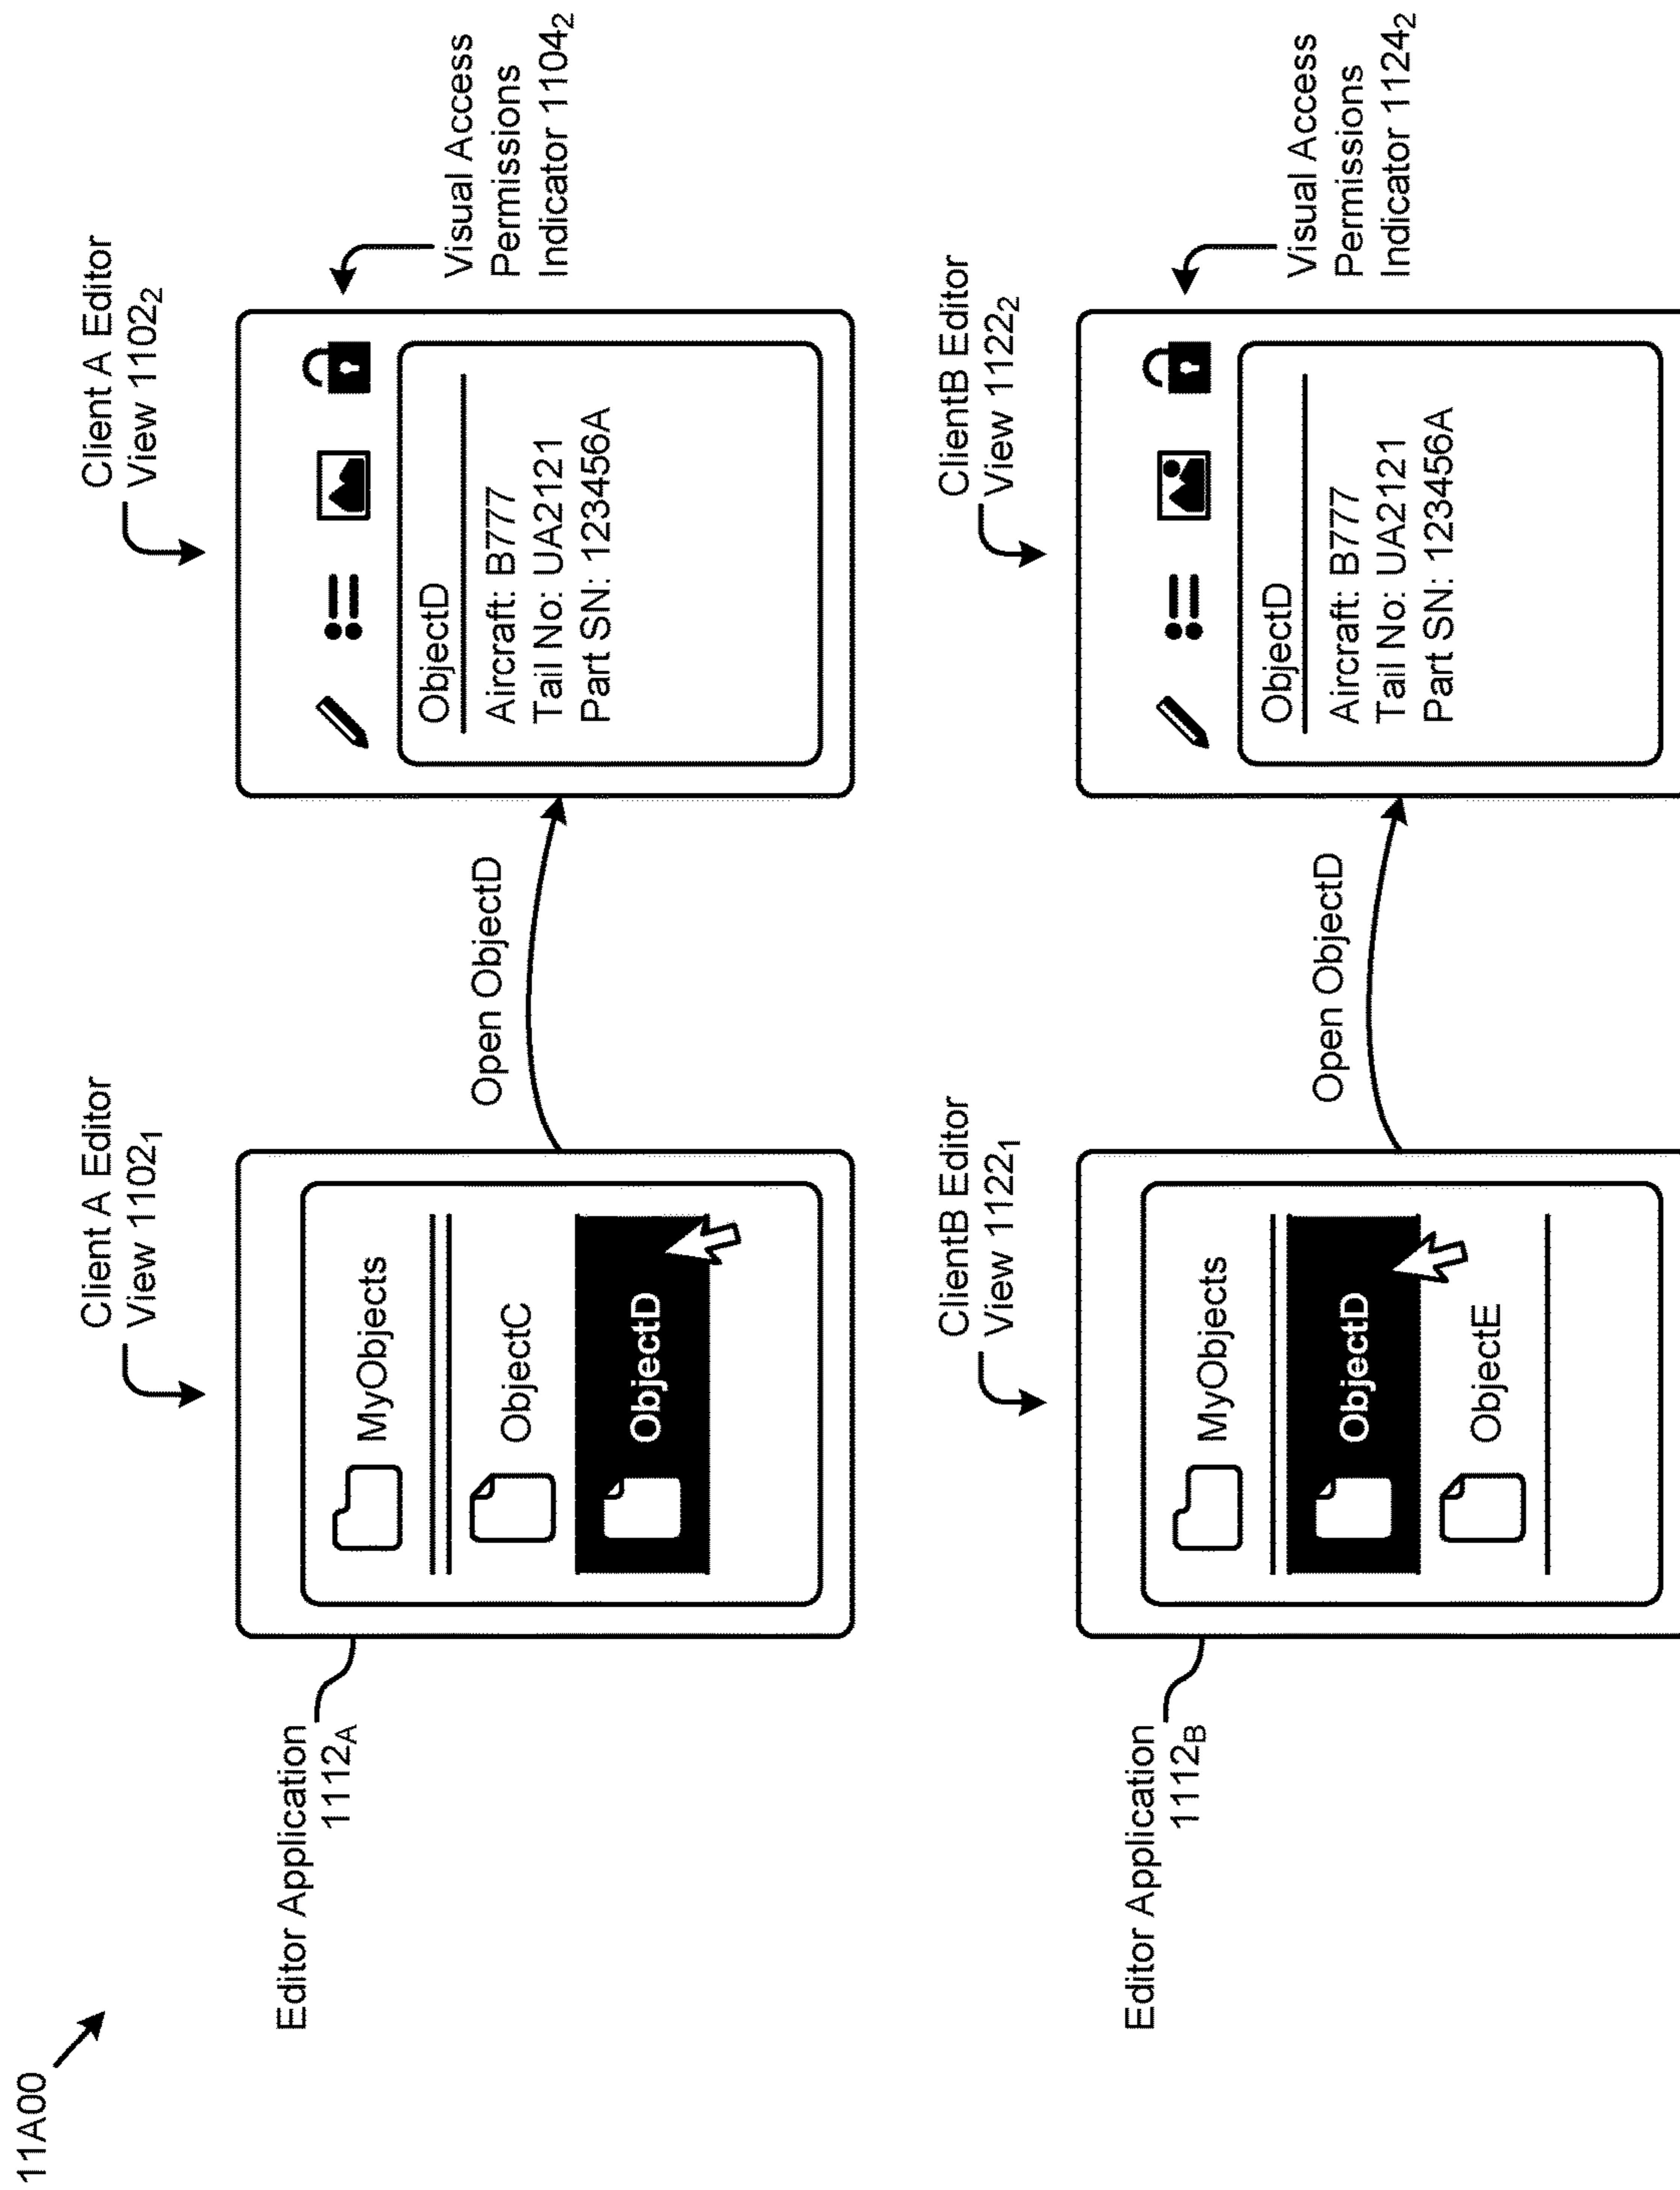 11A00
Client A Editor
View 1102₁
Client A Editor
View 1102₂
Editor Application
1112A
MyObjects
ObjectC
ObjectD
Open ObjectD
ObjectD
Aircraft: B777
Tail No: UA2121
Part SN: 123456A
Visual Access
Permissions
Indicator 1104₂
ClientB Editor
View 1122₁
ClientB Editor
View 1122₂
Editor Application
1112B
MyObjects
ObjectD
ObjectE
Open ObjectD
ObjectD
Aircraft: B777
Tail No: UA2121
Part SN: 123456A
Visual Access
Permissions
Indicator 1124₂